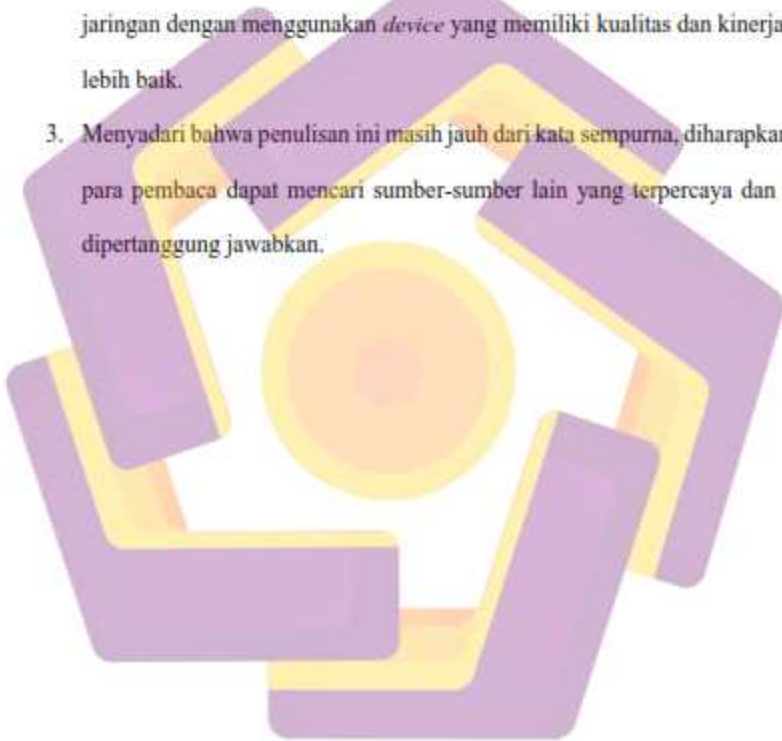 jaringan dengan menggunakan device yang memiliki kualitas dan kinerja
lebih baik.
3. Menyadari bahwa penulisan ini masih jauh dari kata sempurna, diharapkan
para pembaca dapat mencari sumber-sumber lain yang terpercaya dan
dipertanggung jawabkan.